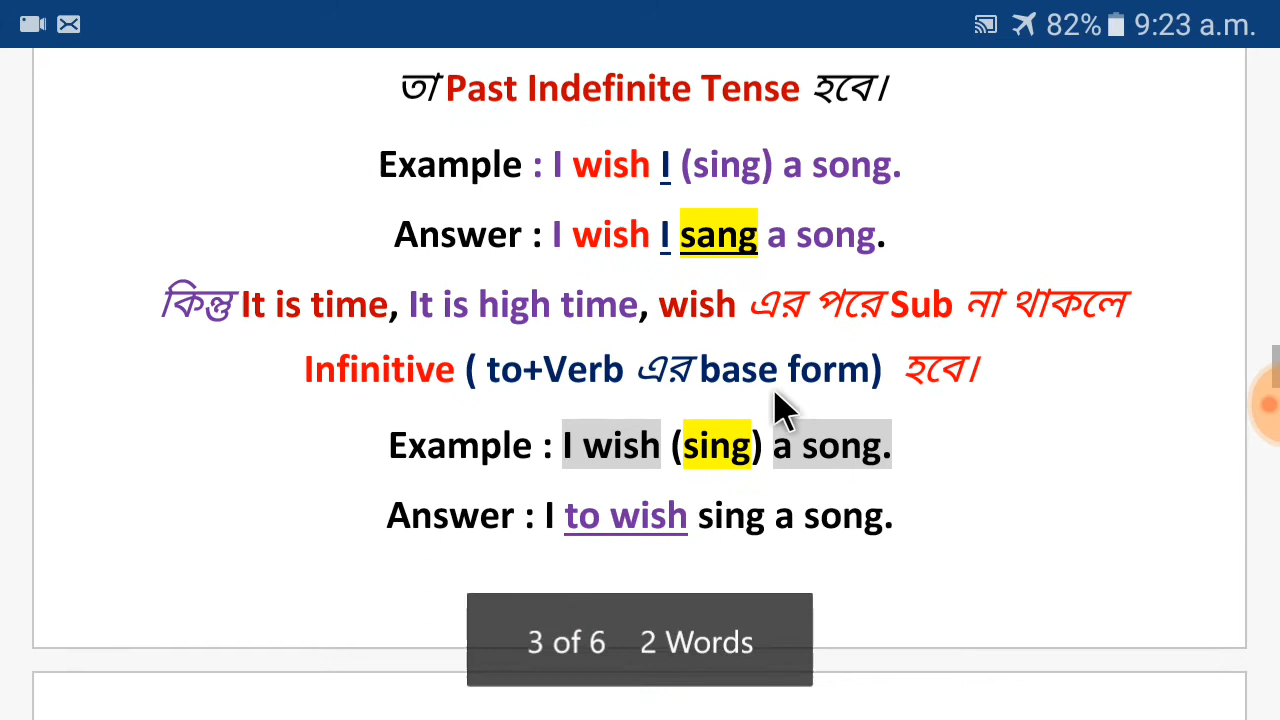 82% 9:23 a.m.
তা Past Indefinite Tense হবে।
Example : I wish I (sing) a song.
Answer : I wish I sang a song.
কিন্তু It is time, It is high time, wish এর পরে Sub না থাকলে
Infinitive ( to+Verb এর base form) হবে।
Example : I wish (sing) a song.
Answer : I to wish sing a song.
3 of 6 2 Words